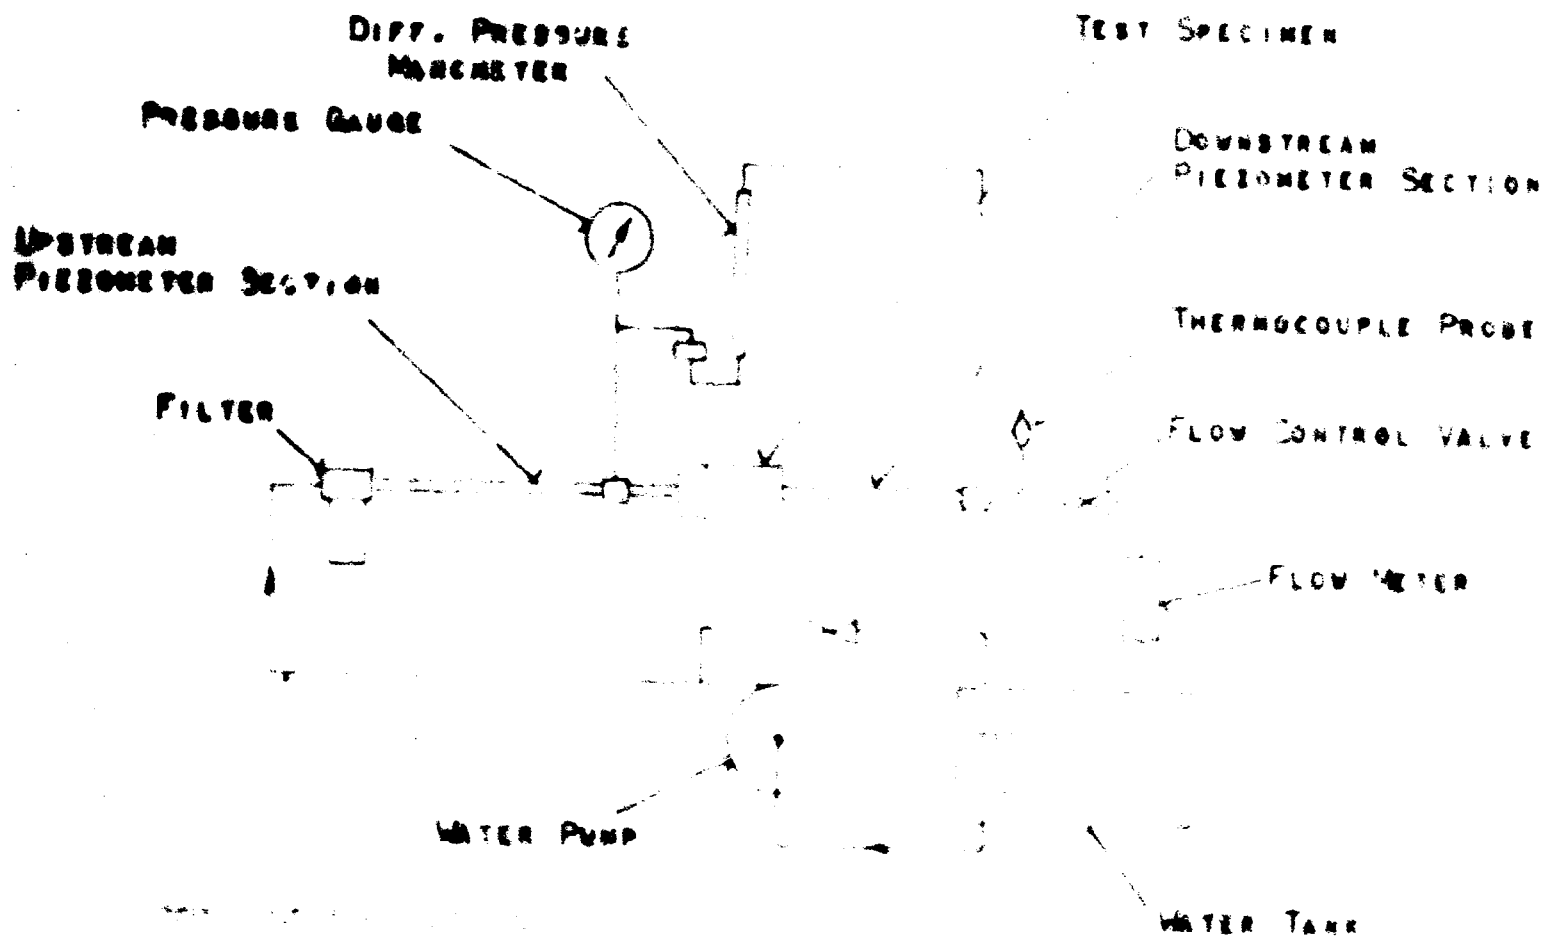 DIFF. PRESSURE
MANOMETER
TEST SPECIMEN
PRESSURE GAUGE
DOWNSTREAM
PIEZOMETER SECTION
UPSTREAM
PIEZOMETER SECTION
THERMOCOUPLE PROBE
FILTER
FLOW CONTROL VALVE
FLOW METER
WATER PUMP
WATER TANK